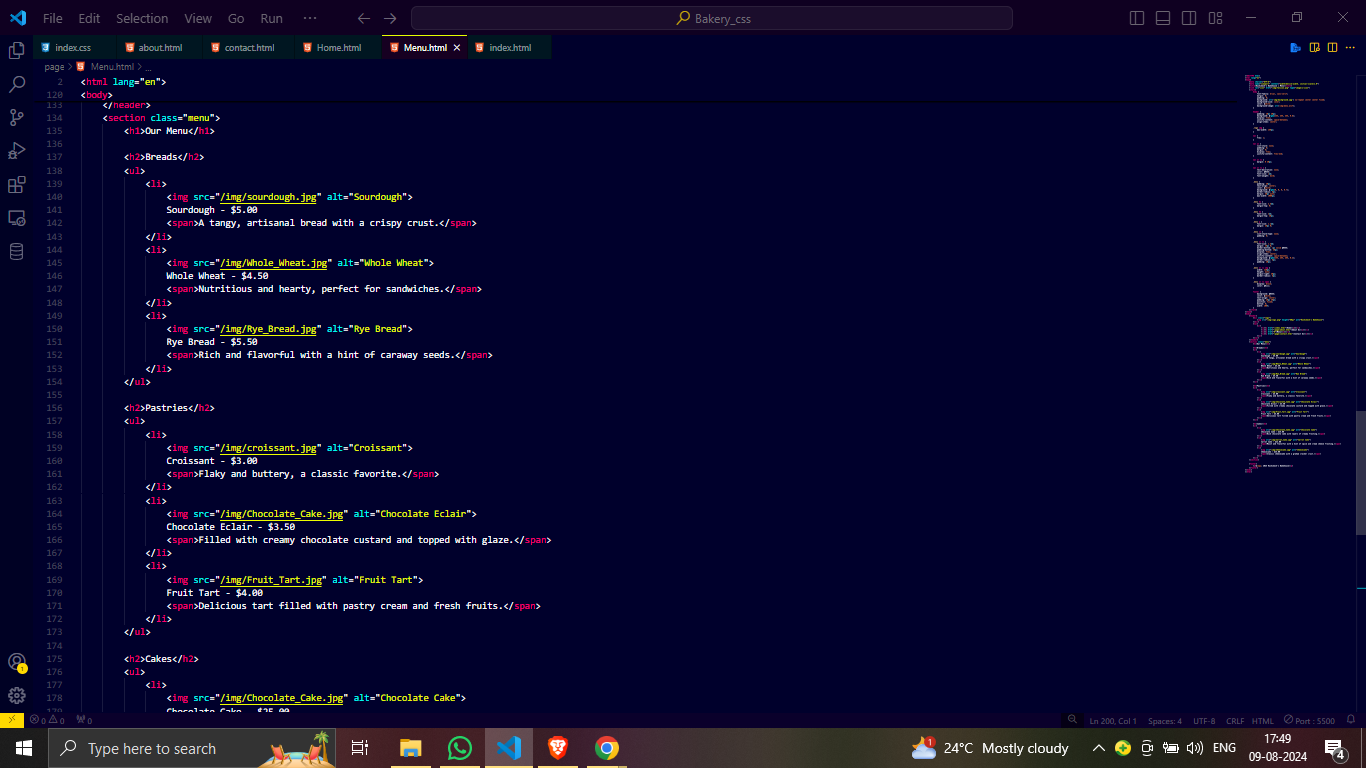 File Edit Selection View Go Run ··· Bakery_css
index.css about.html contact.html Home.html Menu.html index.html
page > Menu.html > ...
2 <html lang="en">
120 <body>
133 </header>
134 <section class="menu">
135 <h1>Our Menu</h1>
136
137 <h2>Breads</h2>
138 <ul>
139 <li>
140 <img src="/img/sourdough.jpg" alt="Sourdough">
141 Sourdough - $5.00
142 <span>A tangy, artisanal bread with a crispy crust.</span>
143 </li>
144 <li>
145 <img src="/img/Whole_Wheat.jpg" alt="Whole Wheat">
146 Whole Wheat - $4.50
147 <span>Nutritious and hearty, perfect for sandwiches.</span>
148 </li>
149 <li>
150 <img src="/img/Rye_Bread.jpg" alt="Rye Bread">
151 Rye Bread - $5.50
152 <span>Rich and flavorful with a hint of caraway seeds.</span>
153 </li>
154 </ul>
155
156 <h2>Pastries</h2>
157 <ul>
158 <li>
159 <img src="/img/croissant.jpg" alt="Croissant">
160 Croissant - $3.00
161 <span>Flaky and buttery, a classic favorite.</span>
162 </li>
163 <li>
164 <img src="/img/Chocolate_Cake.jpg" alt="Chocolate Eclair">
165 Chocolate Eclair - $3.50
166 <span>Filled with creamy chocolate custard and topped with glaze.</span>
167 </li>
168 <li>
169 <img src="/img/Fruit_Tart.jpg" alt="Fruit Tart">
170 Fruit Tart - $4.00
171 <span>Delicious tart filled with pastry cream and fresh fruits.</span>
172 </li>
173 </ul>
174
175 <h2>Cakes</h2>
176 <ul>
177 <li>
178 <img src="/img/Chocolate_Cake.jpg" alt="Chocolate Cake">
179 Chocolate Cake - $25.00
0 0 0 Ln 200, Col 1 Spaces: 4 UTF-8 CRLF HTML Port : 5500
Type here to search 1 24°C Mostly cloudy ENG 17:49
09-08-2024 4